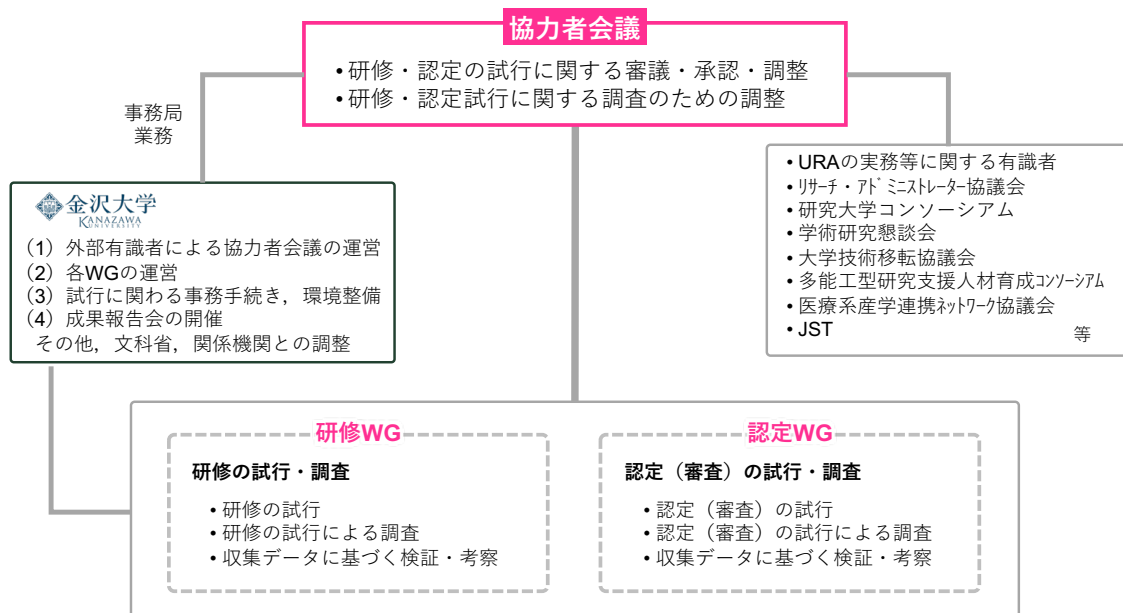 協力者会議
• 研修・認定の試行に関する審議・承認・調整
• 研修・認定試行に関する調査のための調整
事務局
業務
金沢大学
KANAZAWA
UNIVERSITY
（1）外部有識者による協力者会議の運営
（2）各WGの運営
（3）試行に関わる事務手続き，環境整備
（4）成果報告会の開催
その他，文科省，関係機関との調整
• URAの実務等に関する有識者
• ﾘｻｰﾁ・ｱﾄﾞﾐﾆｽﾄﾚｰﾀｰ協議会
• 研究大学コンソーシアム
• 学術研究懇談会
• 大学技術移転協議会
• 多能工型研究支援人材育成ｺﾝｿｰｼｱﾑ
• 医療系産学連携ﾈｯﾄﾜｰｸ協議会
• JST 等
研修WG
研修の試行・調査
• 研修の試行
• 研修の試行による調査
• 収集データに基づく検証・考察
認定WG
認定（審査）の試行・調査
• 認定（審査）の試行
• 認定（審査）の試行による調査
• 収集データに基づく検証・考察